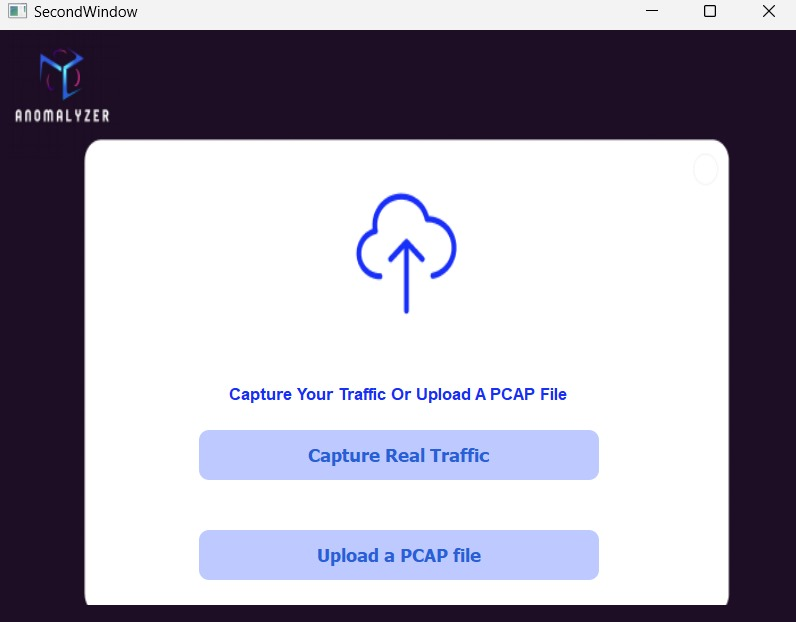 SecondWindow
ANOMALYZER
Capture Your Traffic Or Upload A PCAP File
Capture Real Traffic
Upload a PCAP file